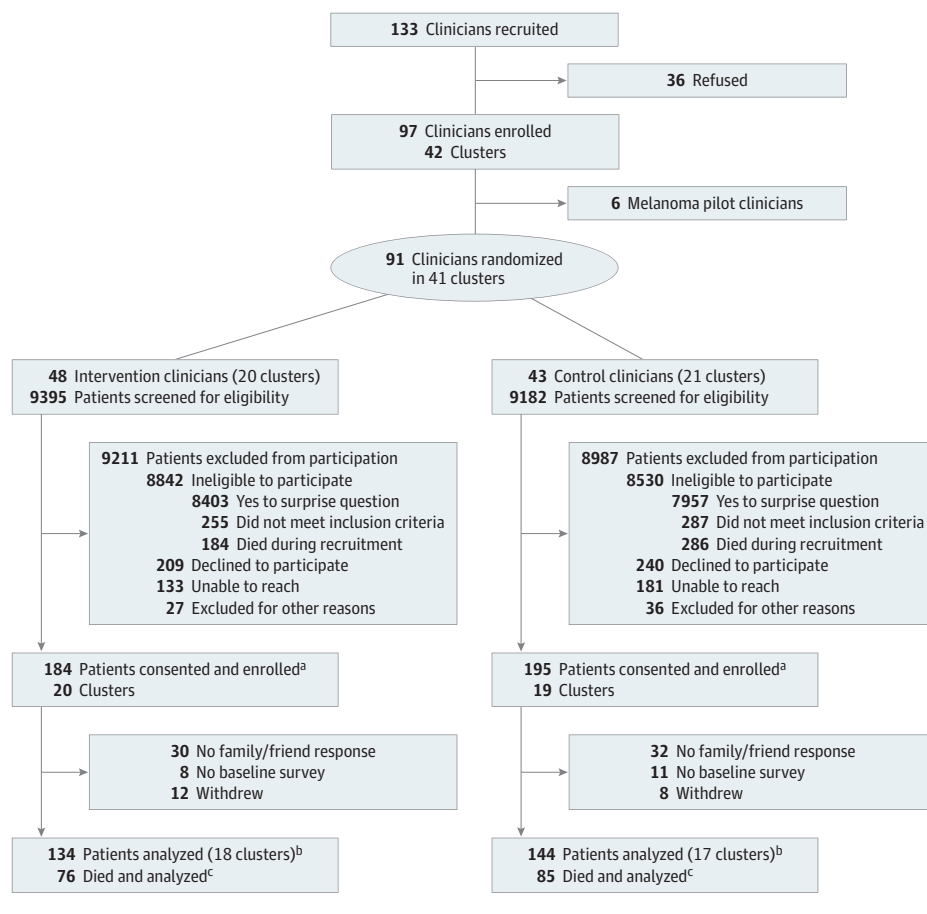 133 Clinicians recruited
36 Refused
97 Clinicians enrolled
42 Clusters
6 Melanoma pilot clinicians
91 Clinicians randomized
in 41 clusters
48 Intervention clinicians (20 clusters)
9395 Patients screened for eligibility
9211 Patients excluded from participation
8842 Ineligible to participate
8403 Yes to surprise question
255 Did not meet inclusion criteria
184 Died during recruitment
209 Declined to participate
133 Unable to reach
27 Excluded for other reasons
184 Patients consented and enrolledᵃ
20 Clusters
30 No family/friend response
8 No baseline survey
12 Withdrew
134 Patients analyzed (18 clusters)ᵇ
76 Died and analyzedᶜ
43 Control clinicians (21 clusters)
9182 Patients screened for eligibility
8987 Patients excluded from participation
8530 Ineligible to participate
7957 Yes to surprise question
287 Did not meet inclusion criteria
286 Died during recruitment
240 Declined to participate
181 Unable to reach
36 Excluded for other reasons
195 Patients consented and enrolledᵃ
19 Clusters
32 No family/friend response
11 No baseline survey
8 Withdrew
144 Patients analyzed (17 clusters)ᵇ
85 Died and analyzedᶜ